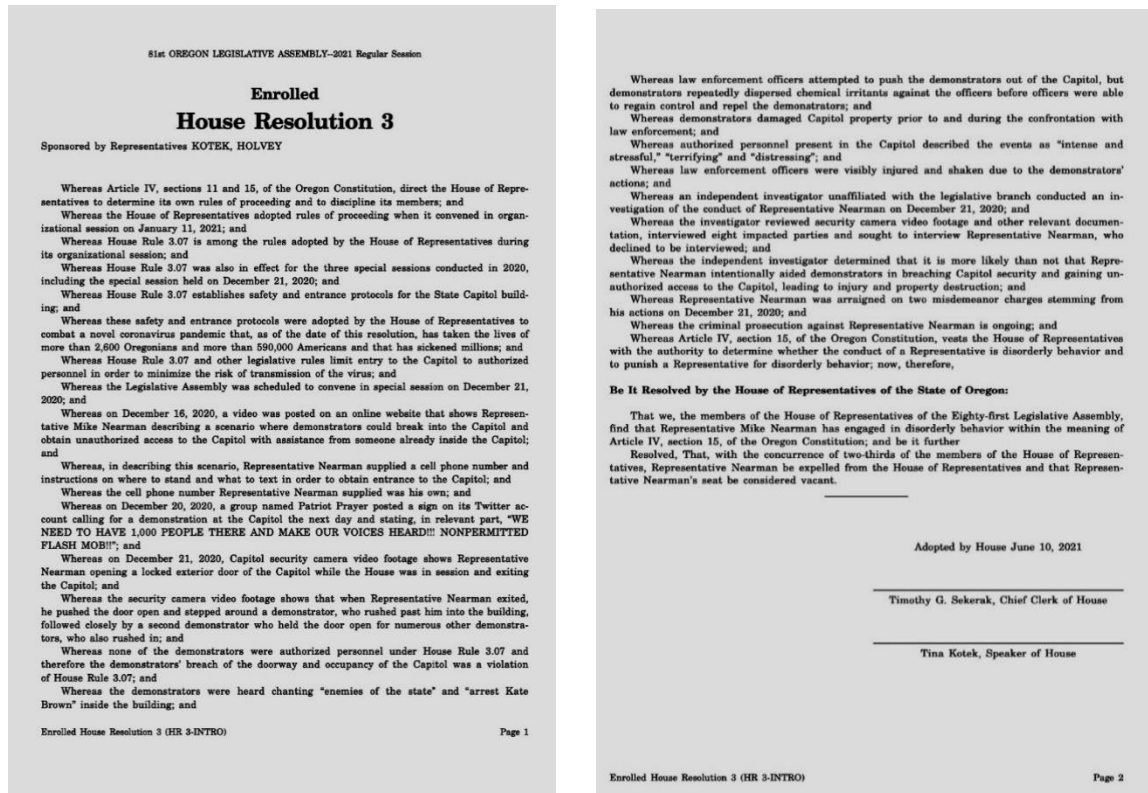 81st OREGON LEGISLATIVE ASSEMBLY--2021 Regular Session
Enrolled
House Resolution 3
Sponsored by Representatives KOTEK, HOLVEY
Whereas Article IV, sections 11 and 15, of the Oregon Constitution, direct the House of Repre-
sentatives to determine its own rules of proceeding and to discipline its members; and
Whereas the House of Representatives adopted rules of proceeding when it convened in organ-
izational session on January 11, 2021; and
Whereas House Rule 3.07 is among the rules adopted by the House of Representatives during
its organizational session; and
Whereas House Rule 3.07 was also in effect for the three special sessions conducted in 2020,
including the special session held on December 21, 2020; and
Whereas House Rule 3.07 establishes safety and entrance protocols for the State Capitol build-
ing; and
Whereas these safety and entrance protocols were adopted by the House of Representatives to
combat a novel coronavirus pandemic that, as of the date of this resolution, has taken the lives of
more than 2,600 Oregonians and more than 590,000 Americans and that has sickened millions; and
Whereas House Rule 3.07 and other legislative rules limit entry to the Capitol to authorized
personnel in order to minimize the risk of transmission of the virus; and
Whereas the Legislative Assembly was scheduled to convene in special session on December 21,
2020; and
Whereas on December 16, 2020, a video was posted on an online website that shows Represen-
tative Mike Nearman describing a scenario where demonstrators could break into the Capitol and
obtain unauthorized access to the Capitol with assistance from someone already inside the Capitol;
and
Whereas, in describing this scenario, Representative Nearman supplied a cell phone number and
instructions on where to stand and what to text in order to obtain entrance to the Capitol; and
Whereas the cell phone number Representative Nearman supplied was his own; and
Whereas on December 20, 2020, a group named Patriot Prayer posted a sign on its Twitter ac-
count calling for a demonstration at the Capitol the next day and stating, in relevant part, "WE
NEED TO HAVE 1,000 PEOPLE THERE AND MAKE OUR VOICES HEARD!!! NONPERMITTED
FLASH MOB!!"; and
Whereas on December 21, 2020, Capitol security camera video footage shows Representative
Nearman opening a locked exterior door of the Capitol while the House was in session and exiting
the Capitol; and
Whereas the security camera video footage shows that when Representative Nearman exited,
he pushed the door open and stepped around a demonstrator, who rushed past him into the building,
followed closely by a second demonstrator who held the door open for numerous other demonstra-
tors, who also rushed in; and
Whereas none of the demonstrators were authorized personnel under House Rule 3.07 and
therefore the demonstrators' breach of the doorway and occupancy of the Capitol was a violation
of House Rule 3.07; and
Whereas the demonstrators were heard chanting "enemies of the state" and "arrest Kate
Brown" inside the building; and
Enrolled House Resolution 3 (HR 3-INTRO) Page 1
Whereas law enforcement officers attempted to push the demonstrators out of the Capitol, but
demonstrators repeatedly dispersed chemical irritants against the officers before officers were able
to regain control and repel the demonstrators; and
Whereas demonstrators damaged Capitol property prior to and during the confrontation with
law enforcement; and
Whereas authorized personnel present in the Capitol described the events as "intense and
stressful," "terrifying" and "distressing"; and
Whereas law enforcement officers were visibly injured and shaken due to the demonstrators'
actions; and
Whereas an independent investigator unaffiliated with the legislative branch conducted an in-
vestigation of the conduct of Representative Nearman on December 21, 2020; and
Whereas the investigator reviewed security camera video footage and other relevant documen-
tation, interviewed eight impacted parties and sought to interview Representative Nearman, who
declined to be interviewed; and
Whereas the independent investigator determined that it is more likely than not that Repre-
sentative Nearman intentionally aided demonstrators in breaching Capitol security and gaining un-
authorized access to the Capitol, leading to injury and property destruction; and
Whereas Representative Nearman was arraigned on two misdemeanor charges stemming from
his actions on December 21, 2020; and
Whereas the criminal prosecution against Representative Nearman is ongoing; and
Whereas Article IV, section 15, of the Oregon Constitution, vests the House of Representatives
with the authority to determine whether the conduct of a Representative is disorderly behavior and
to punish a Representative for disorderly behavior; now, therefore,
Be It Resolved by the House of Representatives of the State of Oregon:
That we, the members of the House of Representatives of the Eighty-first Legislative Assembly,
find that Representative Mike Nearman has engaged in disorderly behavior within the meaning of
Article IV, section 15, of the Oregon Constitution; and be it further
Resolved, That, with the concurrence of two-thirds of the members of the House of Represen-
tatives, Representative Nearman be expelled from the House of Representatives and that Represen-
tative Nearman's seat be considered vacant.
Adopted by House June 10, 2021
Timothy G. Sekerak, Chief Clerk of House
Tina Kotek, Speaker of House
Enrolled House Resolution 3 (HR 3-INTRO) Page 2